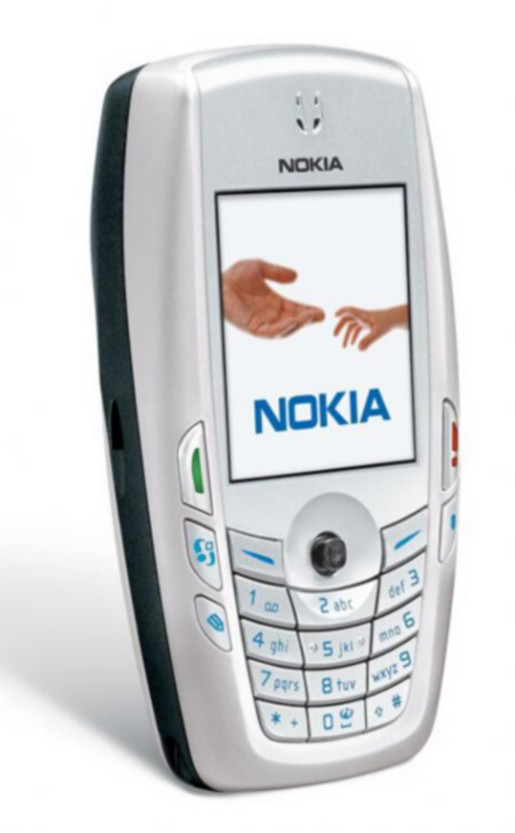 NOKIA
NOKIA
1
2 abc
def 3
4 ghi
5 jkl
mno 6
7 pqrs
8 tuv
wxyz 9
* +
0
#